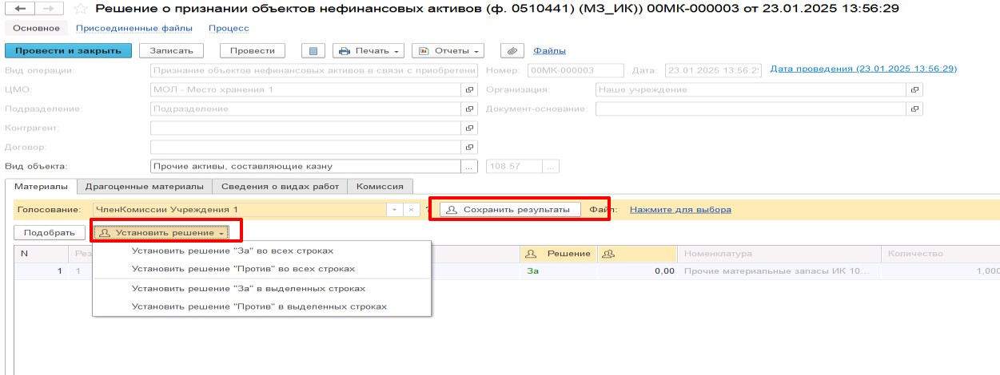 Решение о признании объектов нефинансовых активов (ф. 0510441) (МЗ_ИК)) 00МК-000003 от 23.01.2025 13:56:29
Основное Присоединенные файлы Процесс
Провести и закрыть Записать Провести Печать Отчеты Файлы
Вид операции: Признание объектов нефинансовых активов в связи с приобретени Номер: 00МК-000003 Дата: 23.01.2025 13:56:2 Дата проведения (23.01.2025 13:56:29)
ЦМО: МОЛ - Место хранения 1 Организация: Наше учреждение
Подразделение: Подразделение Документ-основание:
Контрагент:
Договор:
Вид объекта: Прочие активы, составляющие казну ... 108.57 ...
Материалы Драгоценные материалы Сведения о видах работ Комиссия
Голосование: ЧленКомиссии Учреждения 1 Сохранить результаты Файл: Нажмите для выбора
Подобрать Установить решение
N Рез Решение Номенклатура Количество
1 1 За 0,00 Прочие материальные запасы ИК 10... 1,000
Установить решение "За" во всех строках
Установить решение "Против" во всех строках
Установить решение "За" в выделенных строках
Установить решение "Против" в выделенных строках